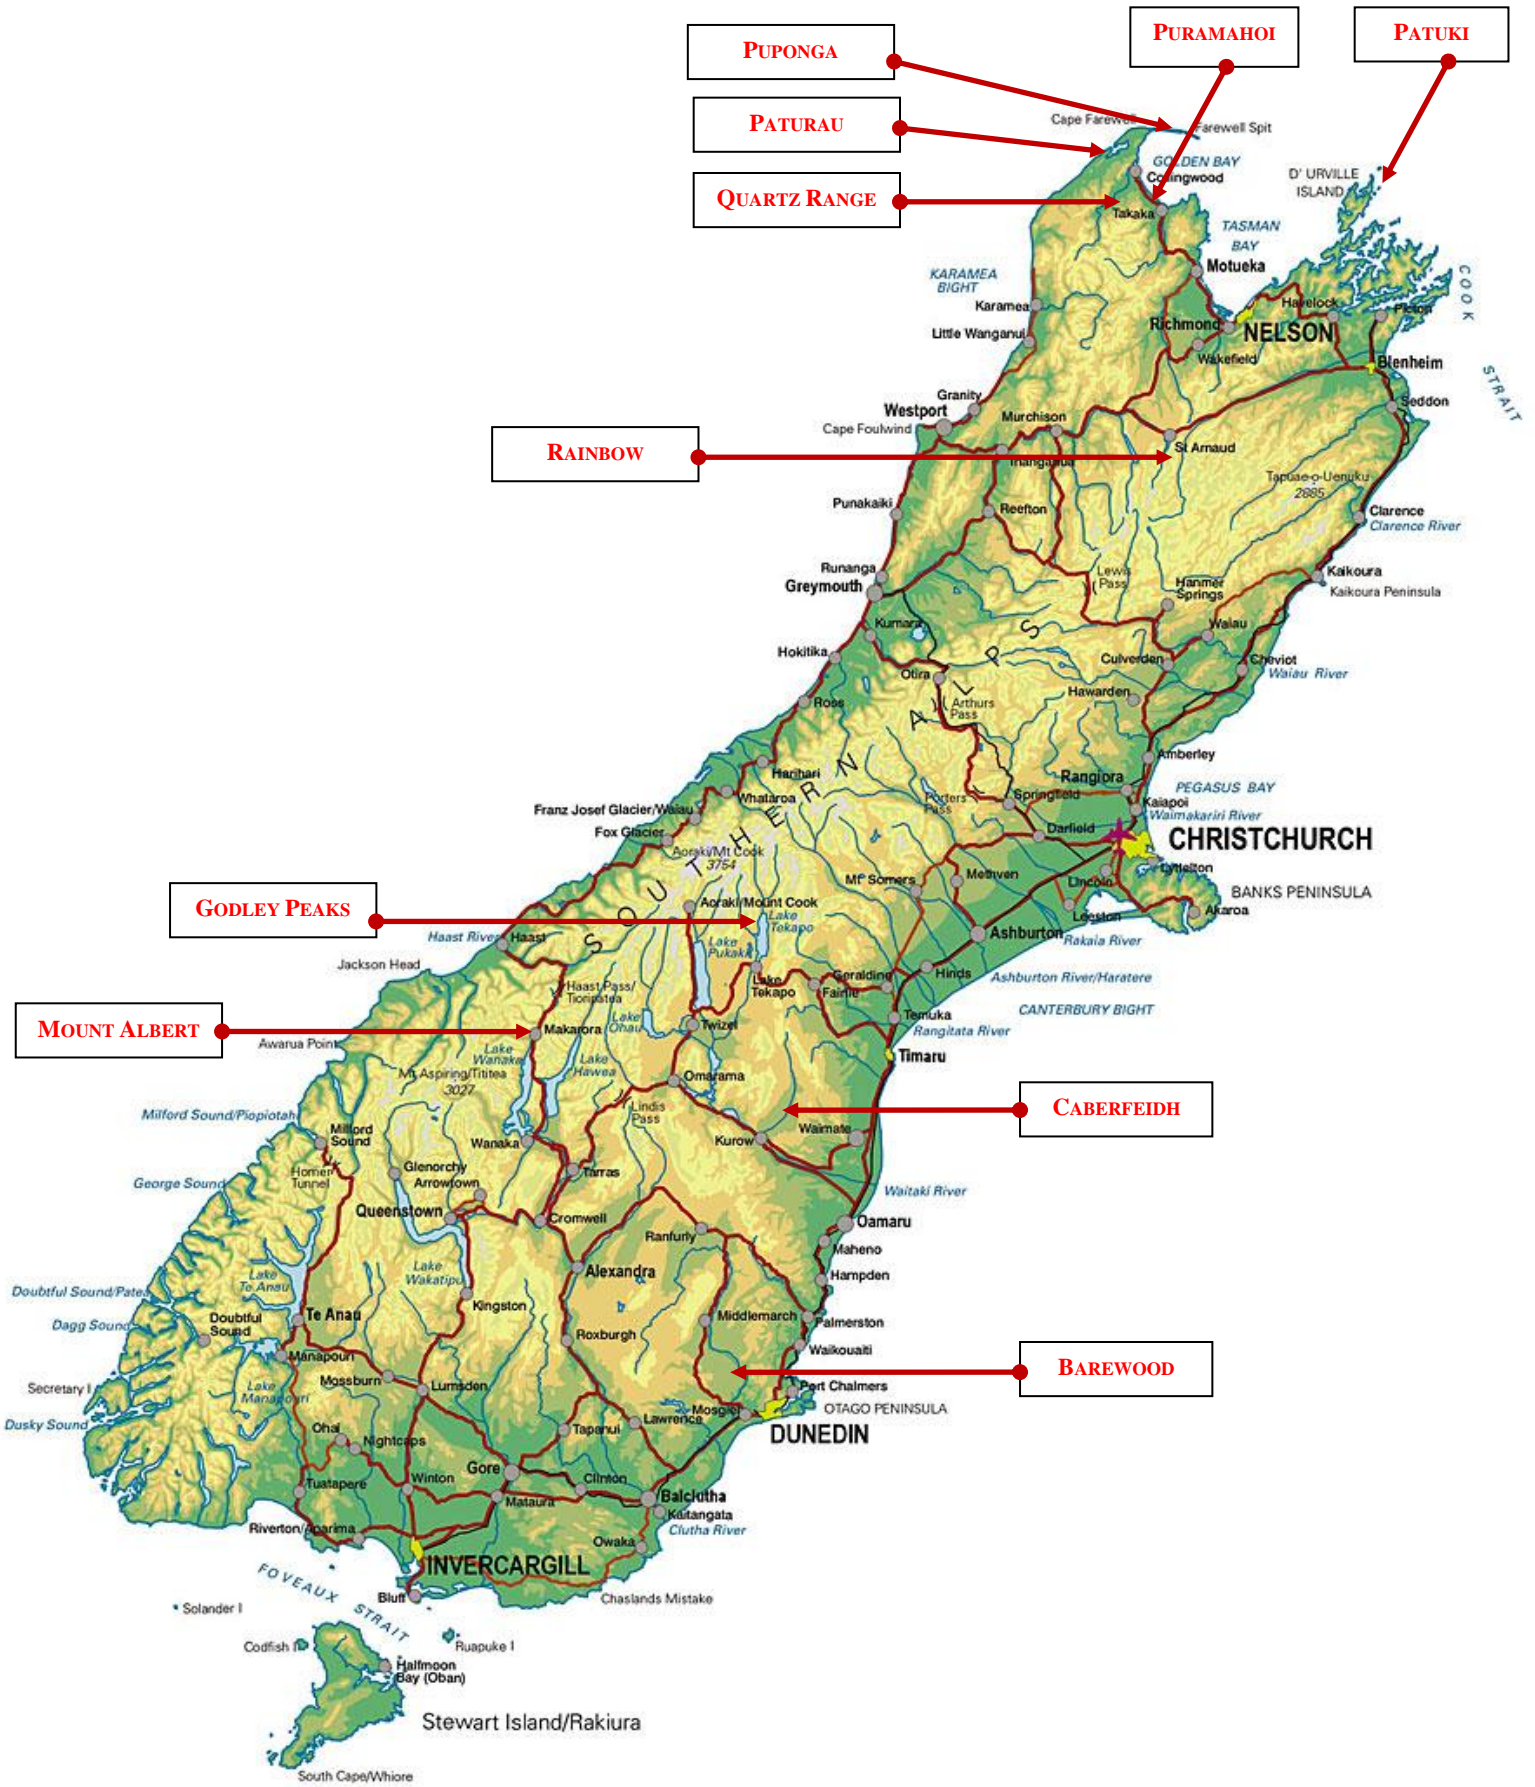 PUPONGA
PURAMAHOI
PATUKI
PATURAU
Cape Farewell
Farewell Spit
GOLDEN BAY
Collingwood
D' URVILLE
ISLAND
QUARTZ RANGE
Takaka
TASMAN
BAY
Motueka
COOK
STRAIT
KARAMEA
BIGHT
Karamea
Havelock
Picton
Richmond
NELSON
Little Wanganui
Wakefield
Blenheim
Granity
Seddon
Westport
Murchison
Cape Foulwind
RAINBOW
St Arnaud
Inangahua
Tapuae-o-Uenuku
2885
Punakaiki
Reefton
Clarence
Clarence River
Runanga
Lewis
Pass
Kaikoura
Greymouth
Hanmer
Springs
Kaikoura Peninsula
Kumara
Waiau
Hokitika
SOUTHERN ALPS
Culverden
Cheviot
Otira
Waiau River
Hawarden
Ross
Arthurs
Pass
Amberley
Harihari
Rangiora
PEGASUS BAY
Whataroa
Porters
Pass
Springfield
Kaiapoi
Franz Josef Glacier/Waiau
Waimakariri River
Fox Glacier
Darfield
CHRISTCHURCH
Aoraki/Mt Cook
3754
Lyttelton
Mt Somers
Methven
Lincoln
BANKS PENINSULA
GODLEY PEAKS
Aoraki/Mount Cook
Lake
Tekapo
Leeston
Akaroa
Haast River
Haast
Ashburton
Rakaia River
Lake
Pukaki
Jackson Head
Hinds
Ashburton River/Haratere
Haast Pass/
Tioripatea
Lake
Tekapo
Fairlie
Geraldine
CANTERBURY BIGHT
MOUNT ALBERT
Makarora
Lake
Ohau
Twizel
Temuka
Rangitata River
Awarua Point
Lake
Wanaka
Lake
Hawea
Timaru
Mt Aspiring/Tititea
3027
Omarama
CABERFEIDH
Milford Sound/Piopiotahi
Lindis
Pass
Milford
Sound
Wanaka
Kurow
Waimate
Homer
Tunnel
Glenorchy
Arrowtown
Tarras
George Sound
Waitaki River
Queenstown
Cromwell
Oamaru
Ranfurly
Maheno
Lake
Wakatipu
Alexandra
Hampden
Lake
Te Anau
Doubtful Sound/Patea
Kingston
Te Anau
Middlemarch
Palmerston
Dagg Sound
Doubtful
Sound
Roxburgh
Waikouaiti
Manapouri
BAREWOOD
Mossburn
Lumsden
Secretary I
Lake
Manapouri
Port Chalmers
Dusky Sound
Mosgiel
OTAGO PENINSULA
Lawrence
Ohai
Tapanui
DUNEDIN
Nightcaps
Gore
Tuatapere
Winton
Clinton
Balclutha
Mataura
Kaitangata
Clutha River
Riverton/Aparima
Owaka
INVERCARGILL
FOVEAUX STRAIT
Bluff
Chaslands Mistake
Solander I
Codfish I
Ruapuke I
Halfmoon
Bay (Oban)
Stewart Island/Rakiura
South Cape/Whiore